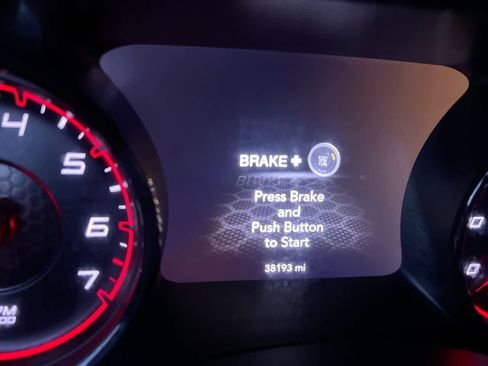 4
5
6
7
BRAKE +
Press Brake
and
Push Button
to Start
38193 mi